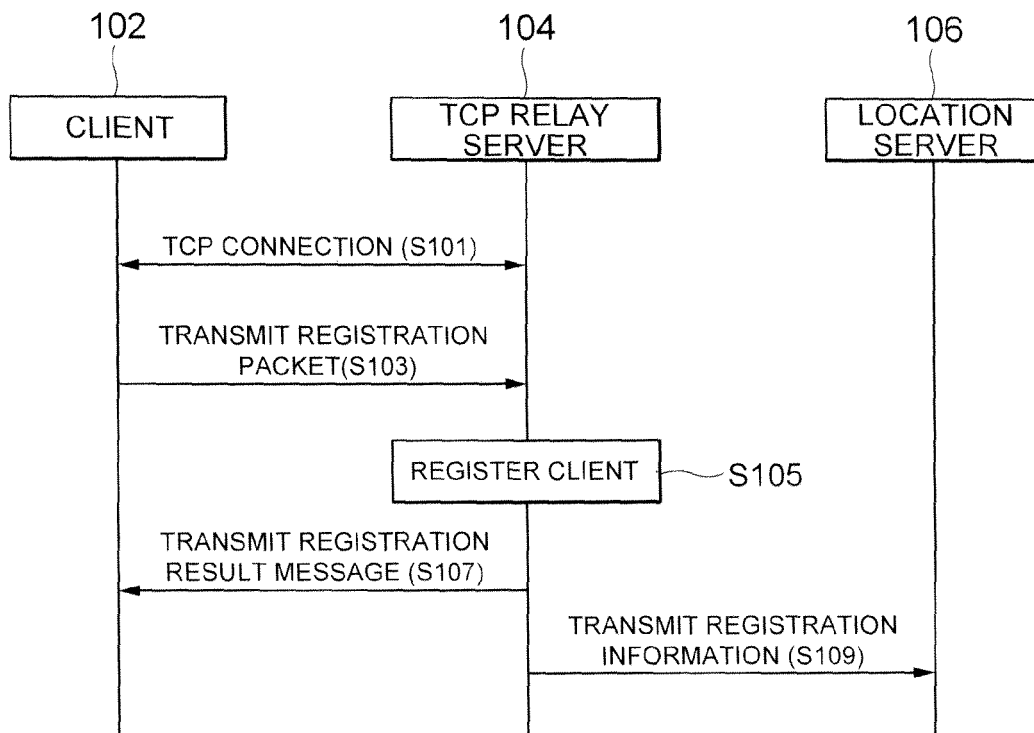 102
104
106
CLIENT
TCP RELAY
SERVER
LOCATION
SERVER
TCP CONNECTION (S101)
TRANSMIT REGISTRATION
PACKET(S103)
REGISTER CLIENT
S105
TRANSMIT REGISTRATION
RESULT MESSAGE (S107)
TRANSMIT REGISTRATION
INFORMATION (S109)